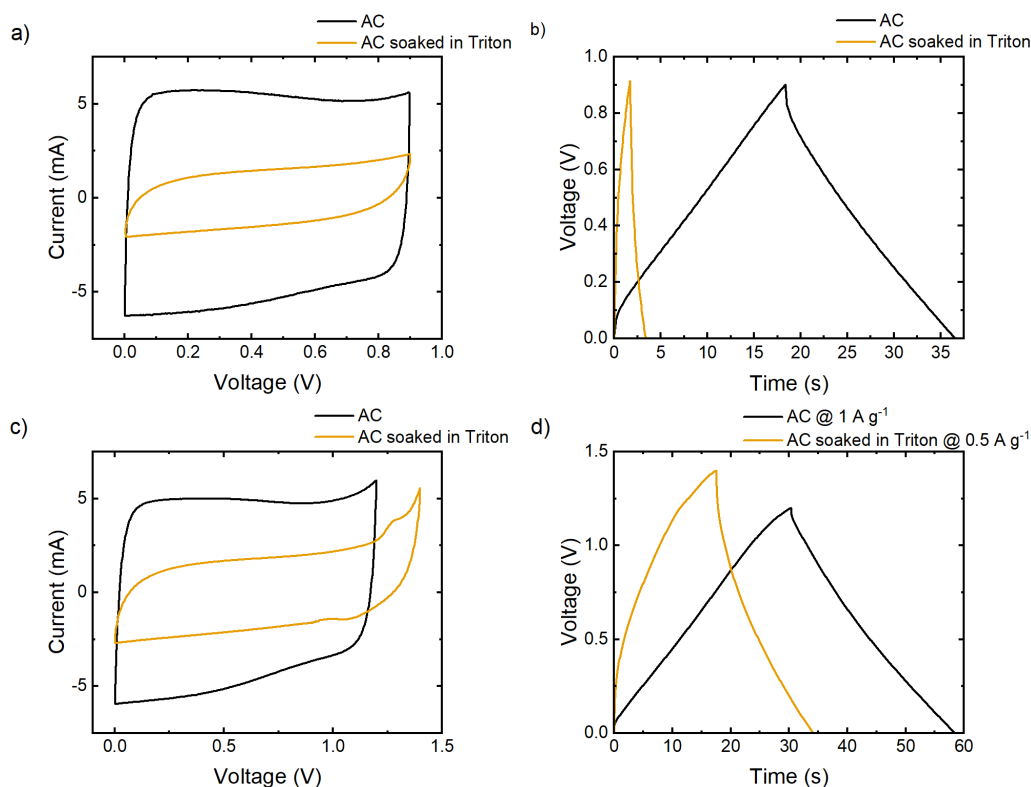 a)
AC
AC soaked in Triton
Current (mA)
5
0
-5
0.0 0.2 0.4 0.6 0.8 1.0
Voltage (V)
b)
AC
AC soaked in Triton
Voltage (V)
1.0
0.8
0.6
0.4
0.2
0.0
0 5 10 15 20 25 30 35
Time (s)
c)
AC
AC soaked in Triton
Current (mA)
5
0
-5
0.0 0.5 1.0 1.5
Voltage (V)
d)
AC @ 1 A g⁻¹
AC soaked in Triton @ 0.5 A g⁻¹
Voltage (V)
1.5
1.0
0.5
0.0
0 10 20 30 40 50 60
Time (s)